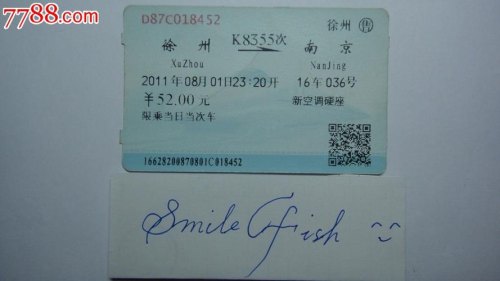 7788.com
D87C018452
徐州 售
徐州 K8355次 南京
XuZhou NanJing
2011年08月01日23:20开 16车036号
¥52.00元 新空调硬座
限乘当日当次车
16628200870801C018452
Smile fish